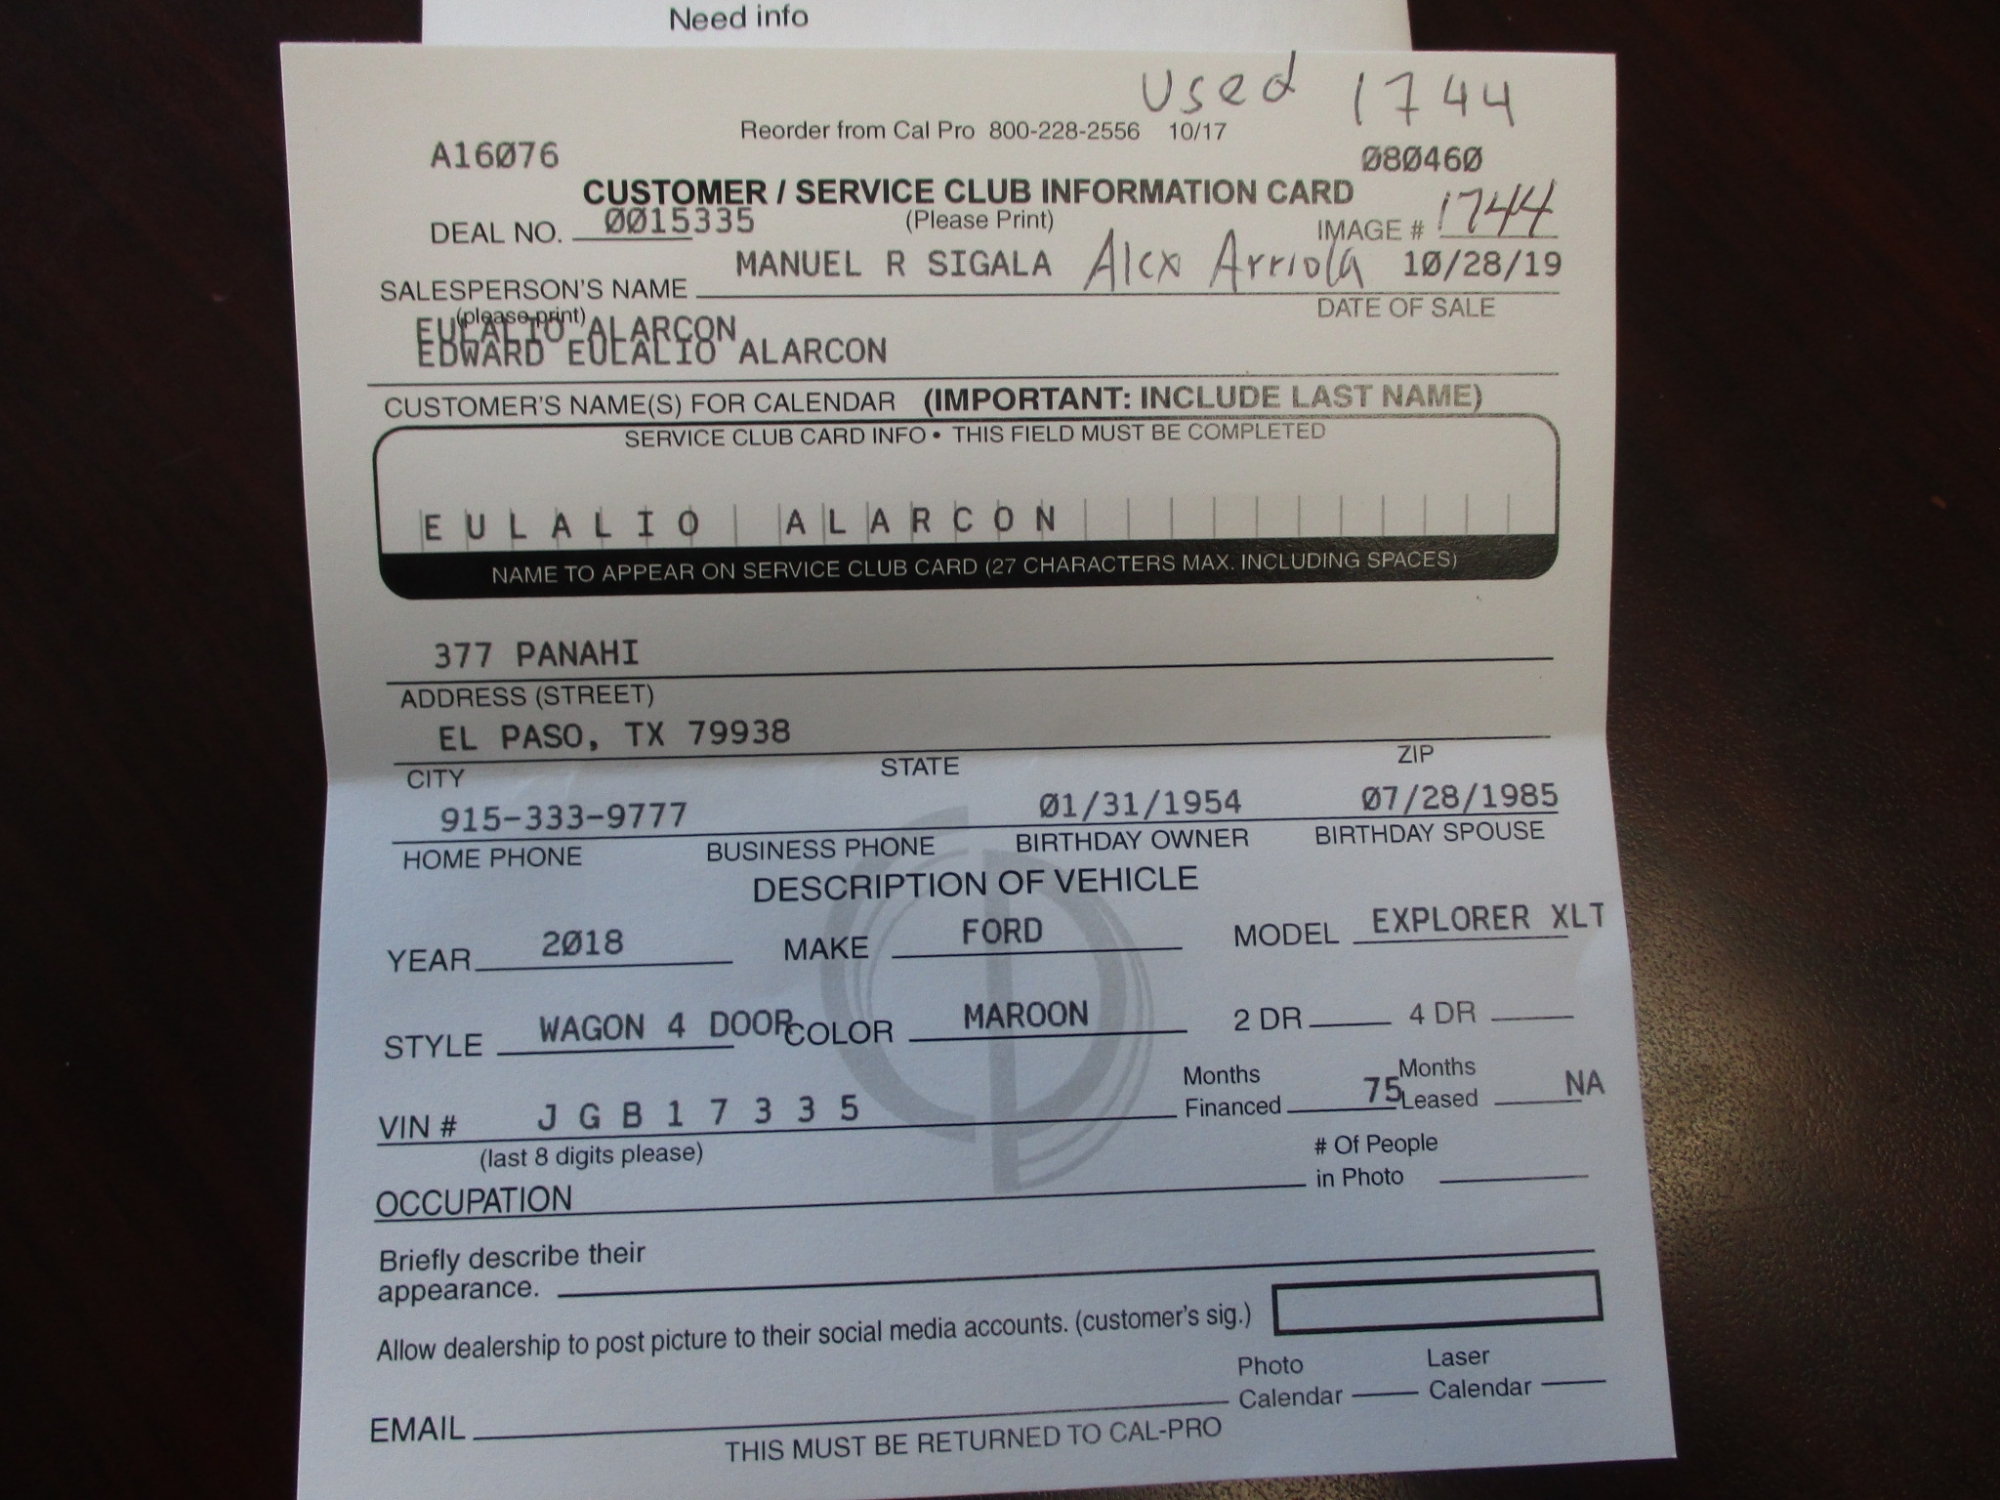 Need info
Used 1744
Reorder from Cal Pro 800-228-2556 10/17
A16076 080460
CUSTOMER / SERVICE CLUB INFORMATION CARD
DEAL NO. 0015335 (Please Print) IMAGE # 1744
SALESPERSON'S NAME MANUEL R SIGALA Alex Arriola 10/28/19
(please print) DATE OF SALE
EULALIO ALARCON
EDWARD EULALIO ALARCON
CUSTOMER'S NAME(S) FOR CALENDAR (IMPORTANT: INCLUDE LAST NAME)
SERVICE CLUB CARD INFO • THIS FIELD MUST BE COMPLETED
EULALIO ALARCON
NAME TO APPEAR ON SERVICE CLUB CARD (27 CHARACTERS MAX. INCLUDING SPACES)
377 PANAHI
ADDRESS (STREET)
EL PASO, TX 79938
CITY STATE ZIP
915-333-9777 01/31/1954 07/28/1985
HOME PHONE BUSINESS PHONE BIRTHDAY OWNER BIRTHDAY SPOUSE
DESCRIPTION OF VEHICLE
YEAR 2018 MAKE FORD MODEL EXPLORER XLT
STYLE WAGON 4 DOOR COLOR MAROON 2 DR 4 DR
Months Months
VIN # JGB17335 Financed 75 Leased NA
(last 8 digits please) # Of People
OCCUPATION in Photo
Briefly describe their
appearance.
Allow dealership to post picture to their social media accounts. (customer's sig.)
Photo Laser
EMAIL Calendar Calendar
THIS MUST BE RETURNED TO CAL-PRO